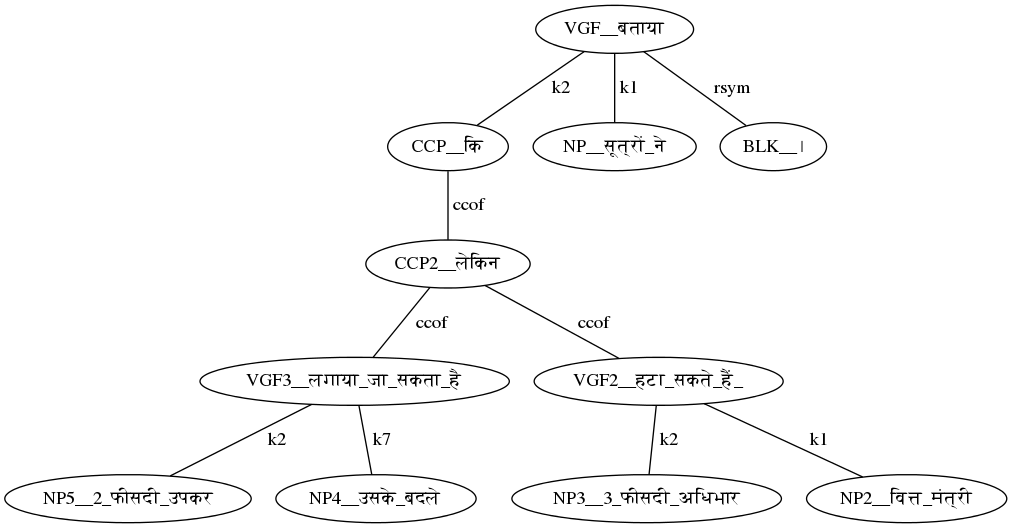 VGF__बताया
k2 k1 rsym
CCP__कि NP__सूत्रों_ने BLK__।
ccof
CCP2__लेकिन
ccof ccof
VGF3__लगाया_जा_सकता_है VGF2__हटा_सकते_हैं_
k2 k7 k2 k1
NP5__2_फीसदी_उपकर NP4__उसके_बदले NP3__3_फीसदी_अधिभार NP2__वित्त_मंत्री